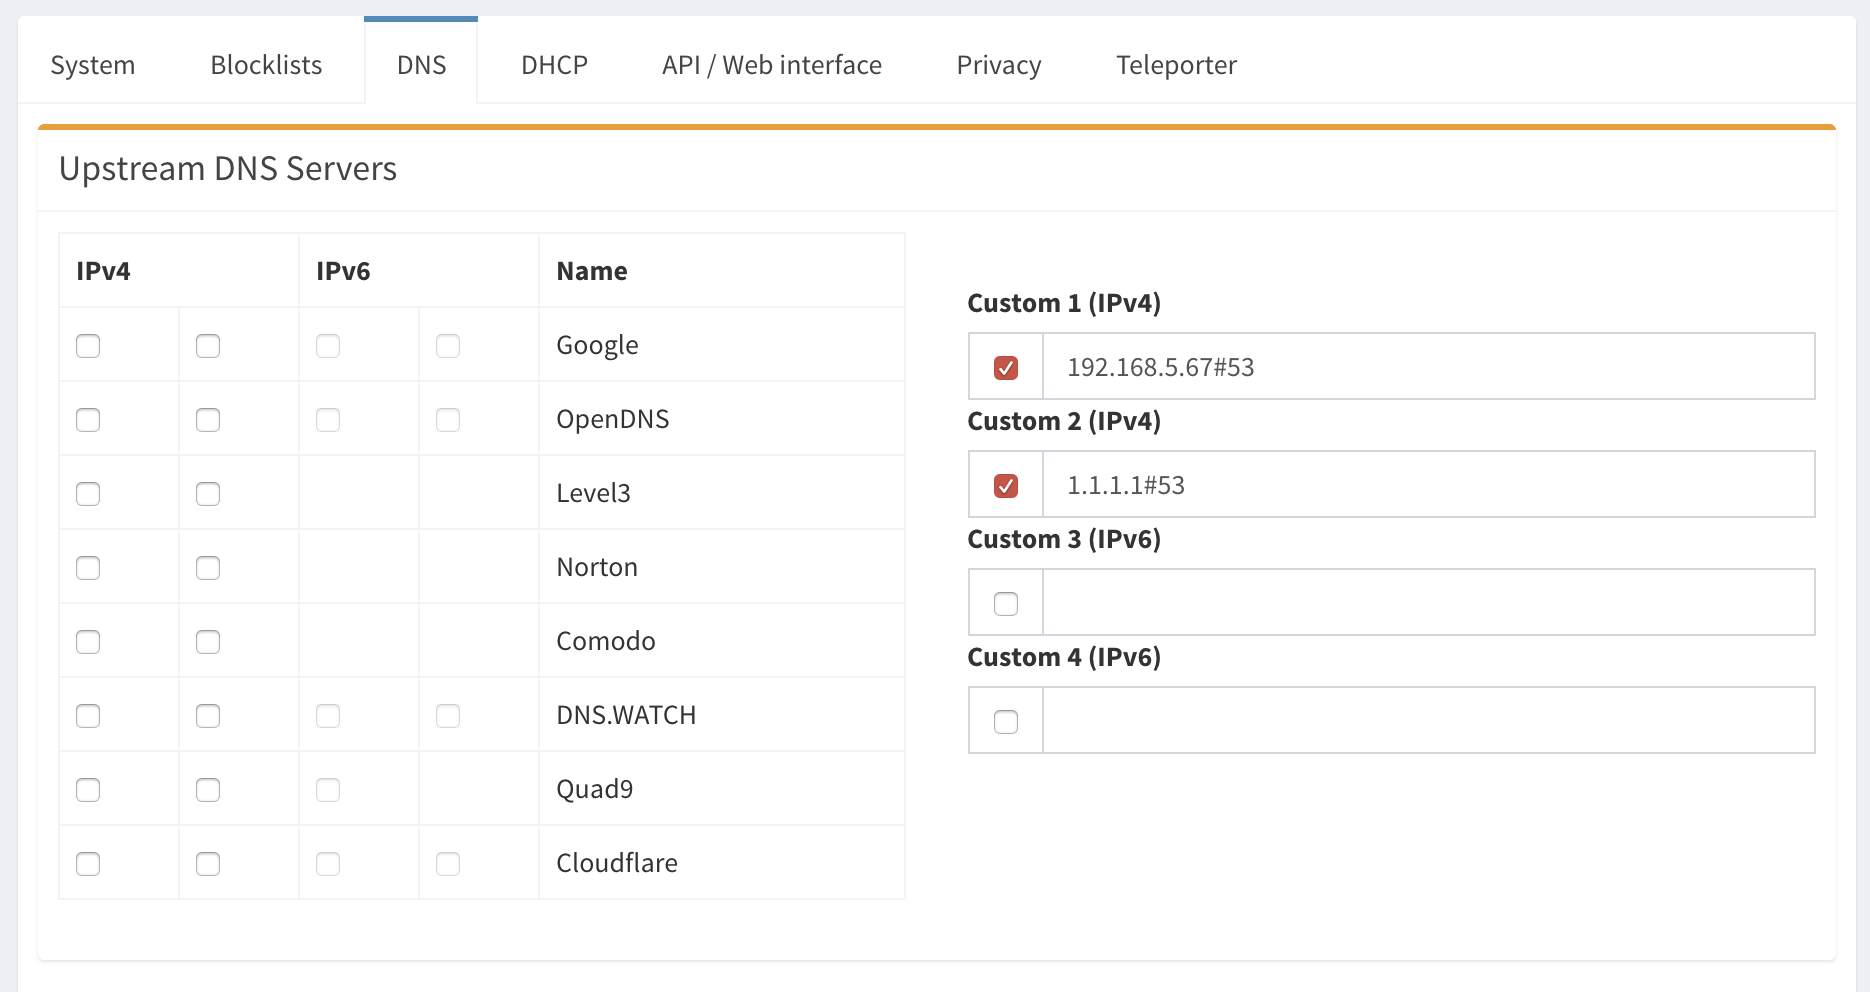 System Blocklists DNS DHCP API / Web interface Privacy Teleporter
Upstream DNS Servers
IPv4 IPv6 Name
Google
OpenDNS
Level3
Norton
Comodo
DNS.WATCH
Quad9
Cloudflare
Custom 1 (IPv4)
192.168.5.67#53
Custom 2 (IPv4)
1.1.1.1#53
Custom 3 (IPv6)
Custom 4 (IPv6)